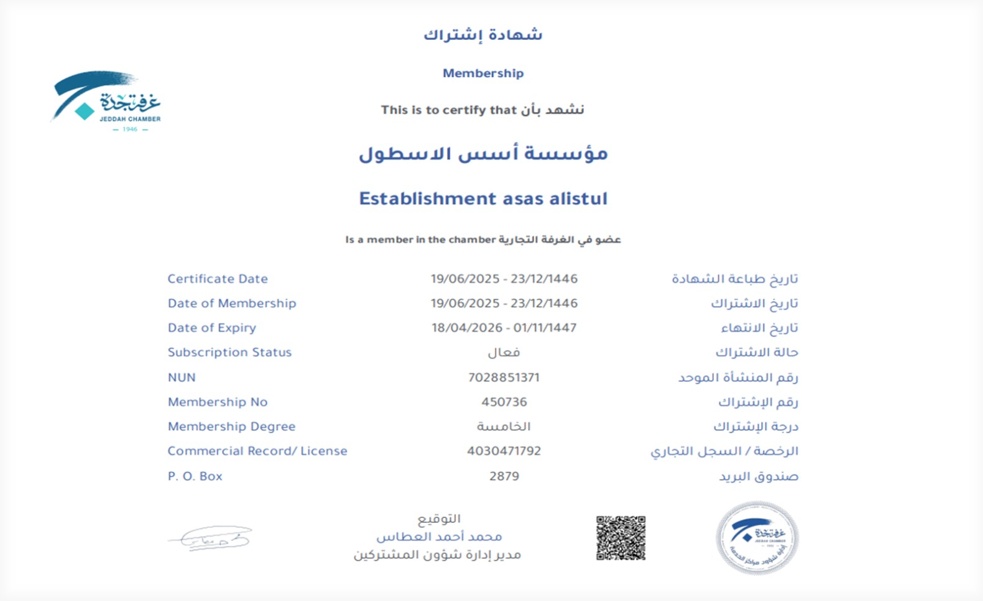 شهادة إشتراك
Membership
غرفة جدة
JEDDAH CHAMBER
1946
This is to certify that نشهد بأن
مؤسسة أسس الاسطول
Establishment asas alistul
Is a member in the chamber عضو في الغرفة التجارية
Certificate Date 19/06/2025 - 23/12/1446 تاريخ طباعة الشهادة
Date of Membership 19/06/2025 - 23/12/1446 تاريخ الاشتراك
Date of Expiry 18/04/2026 - 01/11/1447 تاريخ الانتهاء
Subscription Status فعال حالة الاشتراك
NUN 7028851371 رقم المنشأة الموحد
Membership No 450736 رقم الإشتراك
Membership Degree الخامسة درجة الإشتراك
Commercial Record/ License 4030471792 الرخصة / السجل التجاري
P. O. Box 2879 صندوق البريد
التوقيع
محمد أحمد العطاس
مدير إدارة شؤون المشتركين
غرفة جدة
JEDDAH CHAMBER